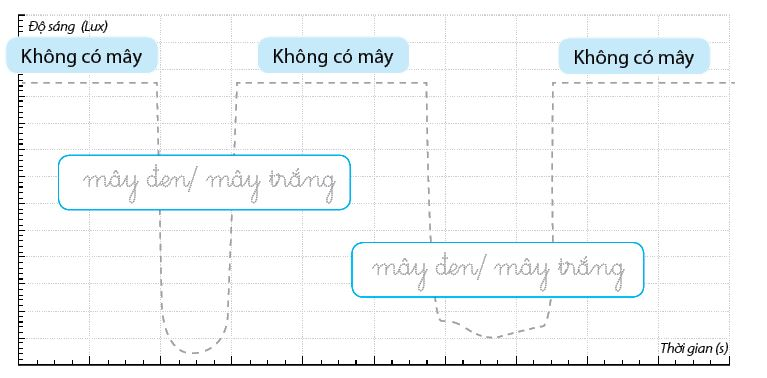 Độ sáng (Lux)
Không có mây
Không có mây
Không có mây
mây đen/ mây trắng
mây đen/ mây trắng
Thời gian (s)